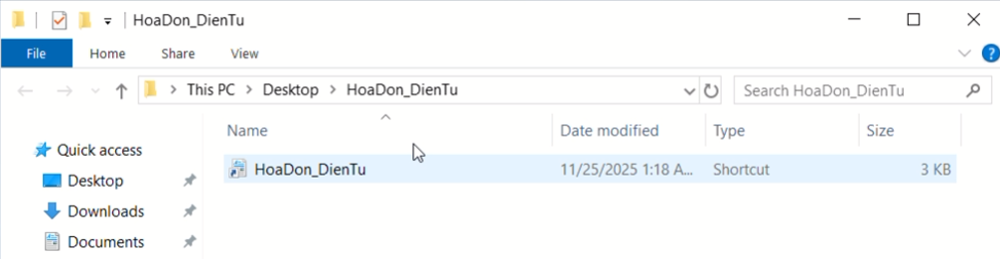 HoaDon_DienTu
File Home Share View
This PC Desktop HoaDon_DienTu Search HoaDon_DienTu
Name Date modified Type Size
Quick access
HoaDon_DienTu 11/25/2025 1:18 A... Shortcut 3 KB
Desktop
Downloads
Documents